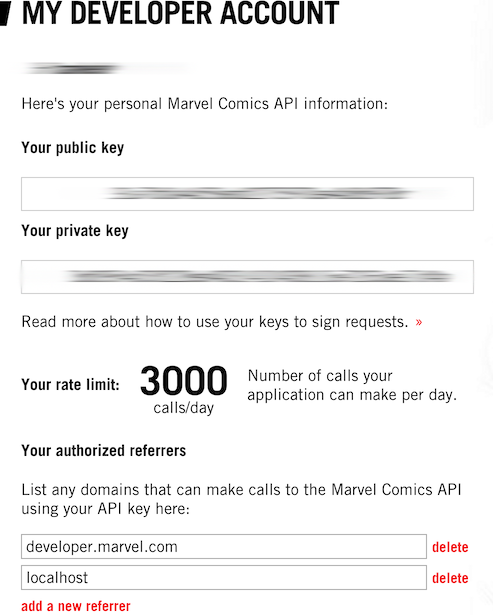 MY DEVELOPER ACCOUNT
Here's your personal Marvel Comics API information:
Your public key
Your private key
Read more about how to use your keys to sign requests. »
Your rate limit:
3000
calls/day
Number of calls your
application can make per day.
Your authorized referrers
List any domains that can make calls to the Marvel Comics API
using your API key here:
developer.marvel.com delete
localhost delete
add a new referrer